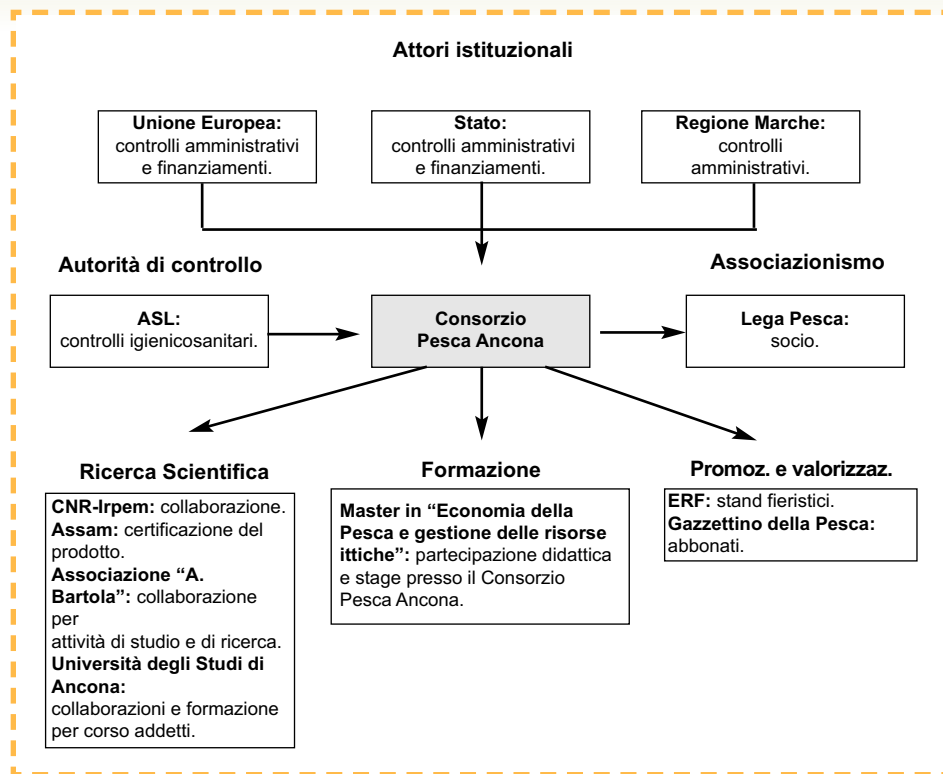 Attori istituzionali
Unione Europea:
controlli amministrativi
e finanziamenti.
Stato:
controlli amministrativi
e finanziamenti.
Regione Marche:
controlli
amministrativi.
Autorità di controllo
Associazionismo
ASL:
controlli igienicosanitari.
Consorzio
Pesca Ancona
Lega Pesca:
socio.
Ricerca Scientifica
CNR-Irpem: collaborazione.
Assam: certificazione del
prodotto.
Associazione “A.
Bartola”: collaborazione
per
attività di studio e di ricerca.
Università degli Studi di
Ancona:
collaborazioni e formazione
per corso addetti.
Formazione
Master in “Economia della
Pesca e gestione delle risorse
ittiche”: partecipazione didattica
e stage presso il Consorzio
Pesca Ancona.
Promoz. e valorizzaz.
ERF: stand fieristici.
Gazzettino della Pesca:
abbonati.